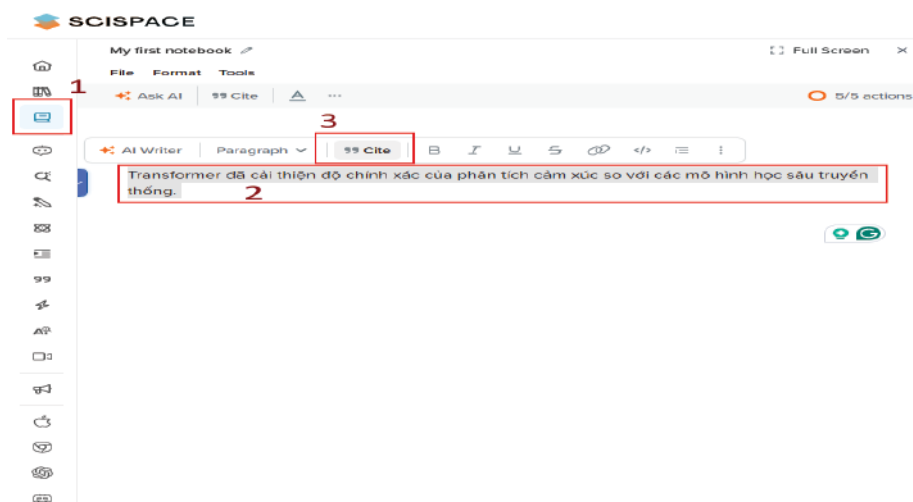 SCISPACE
My first notebook
Full Screen ×
File Format Tools
1
Ask AI
Cite
A
...
5/5 actions
3
AI Writer
Paragraph
Cite
B I U S </>
Transformer đã cải thiện độ chính xác của phân tích cảm xúc so với các mô hình học sâu truyền
thống.
2